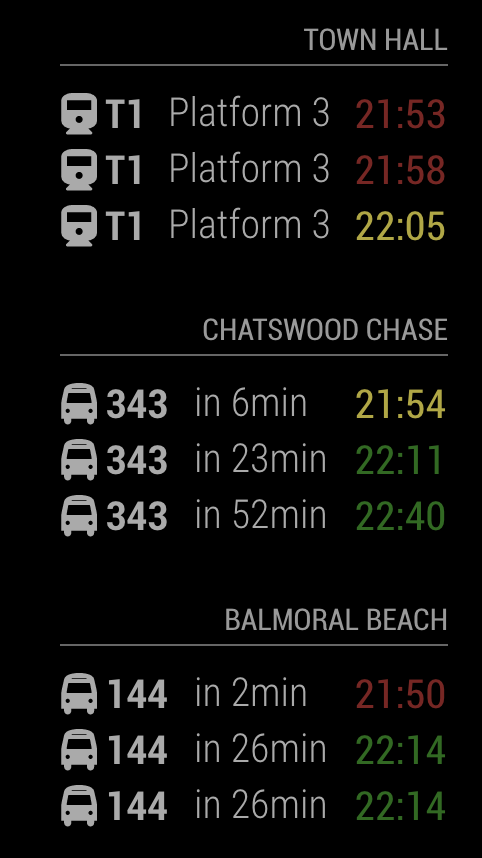 TOWN HALL
T1 Platform 3 21:53
T1 Platform 3 21:58
T1 Platform 3 22:05
CHATSWOOD CHASE
343 in 6min 21:54
343 in 23min 22:11
343 in 52min 22:40
BALMORAL BEACH
144 in 2min 21:50
144 in 26min 22:14
144 in 26min 22:14